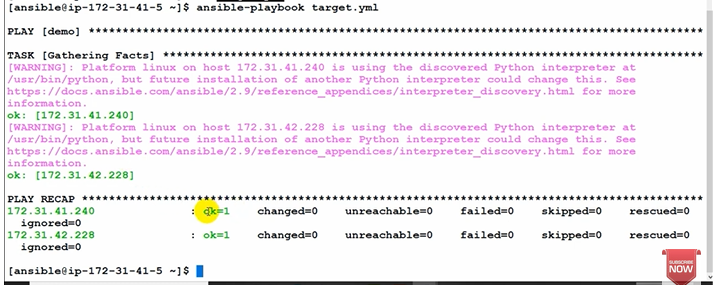 [ansible@ip-172-31-41-5 ~]$ ansible-playbook target.yml
PLAY [demo] *****************************************************************************************
TASK [Gathering Facts] ******************************************************************************
[WARNING]: Platform linux on host 172.31.41.240 is using the discovered Python interpreter at
/usr/bin/python, but future installation of another Python interpreter could change this. See
https://docs.ansible.com/ansible/2.9/reference_appendices/interpreter_discovery.html for more
information.
ok: [172.31.41.240]
[WARNING]: Platform linux on host 172.31.42.228 is using the discovered Python interpreter at
/usr/bin/python, but future installation of another Python interpreter could change this. See
https://docs.ansible.com/ansible/2.9/reference_appendices/interpreter_discovery.html for more
information.
ok: [172.31.42.228]
PLAY RECAP ******************************************************************************************
172.31.41.240 : ok=1 changed=0 unreachable=0 failed=0 skipped=0 rescued=0
ignored=0
172.31.42.228 : ok=1 changed=0 unreachable=0 failed=0 skipped=0 rescued=0
ignored=0
[ansible@ip-172-31-41-5 ~]$
SUBSCRIBE
NOW